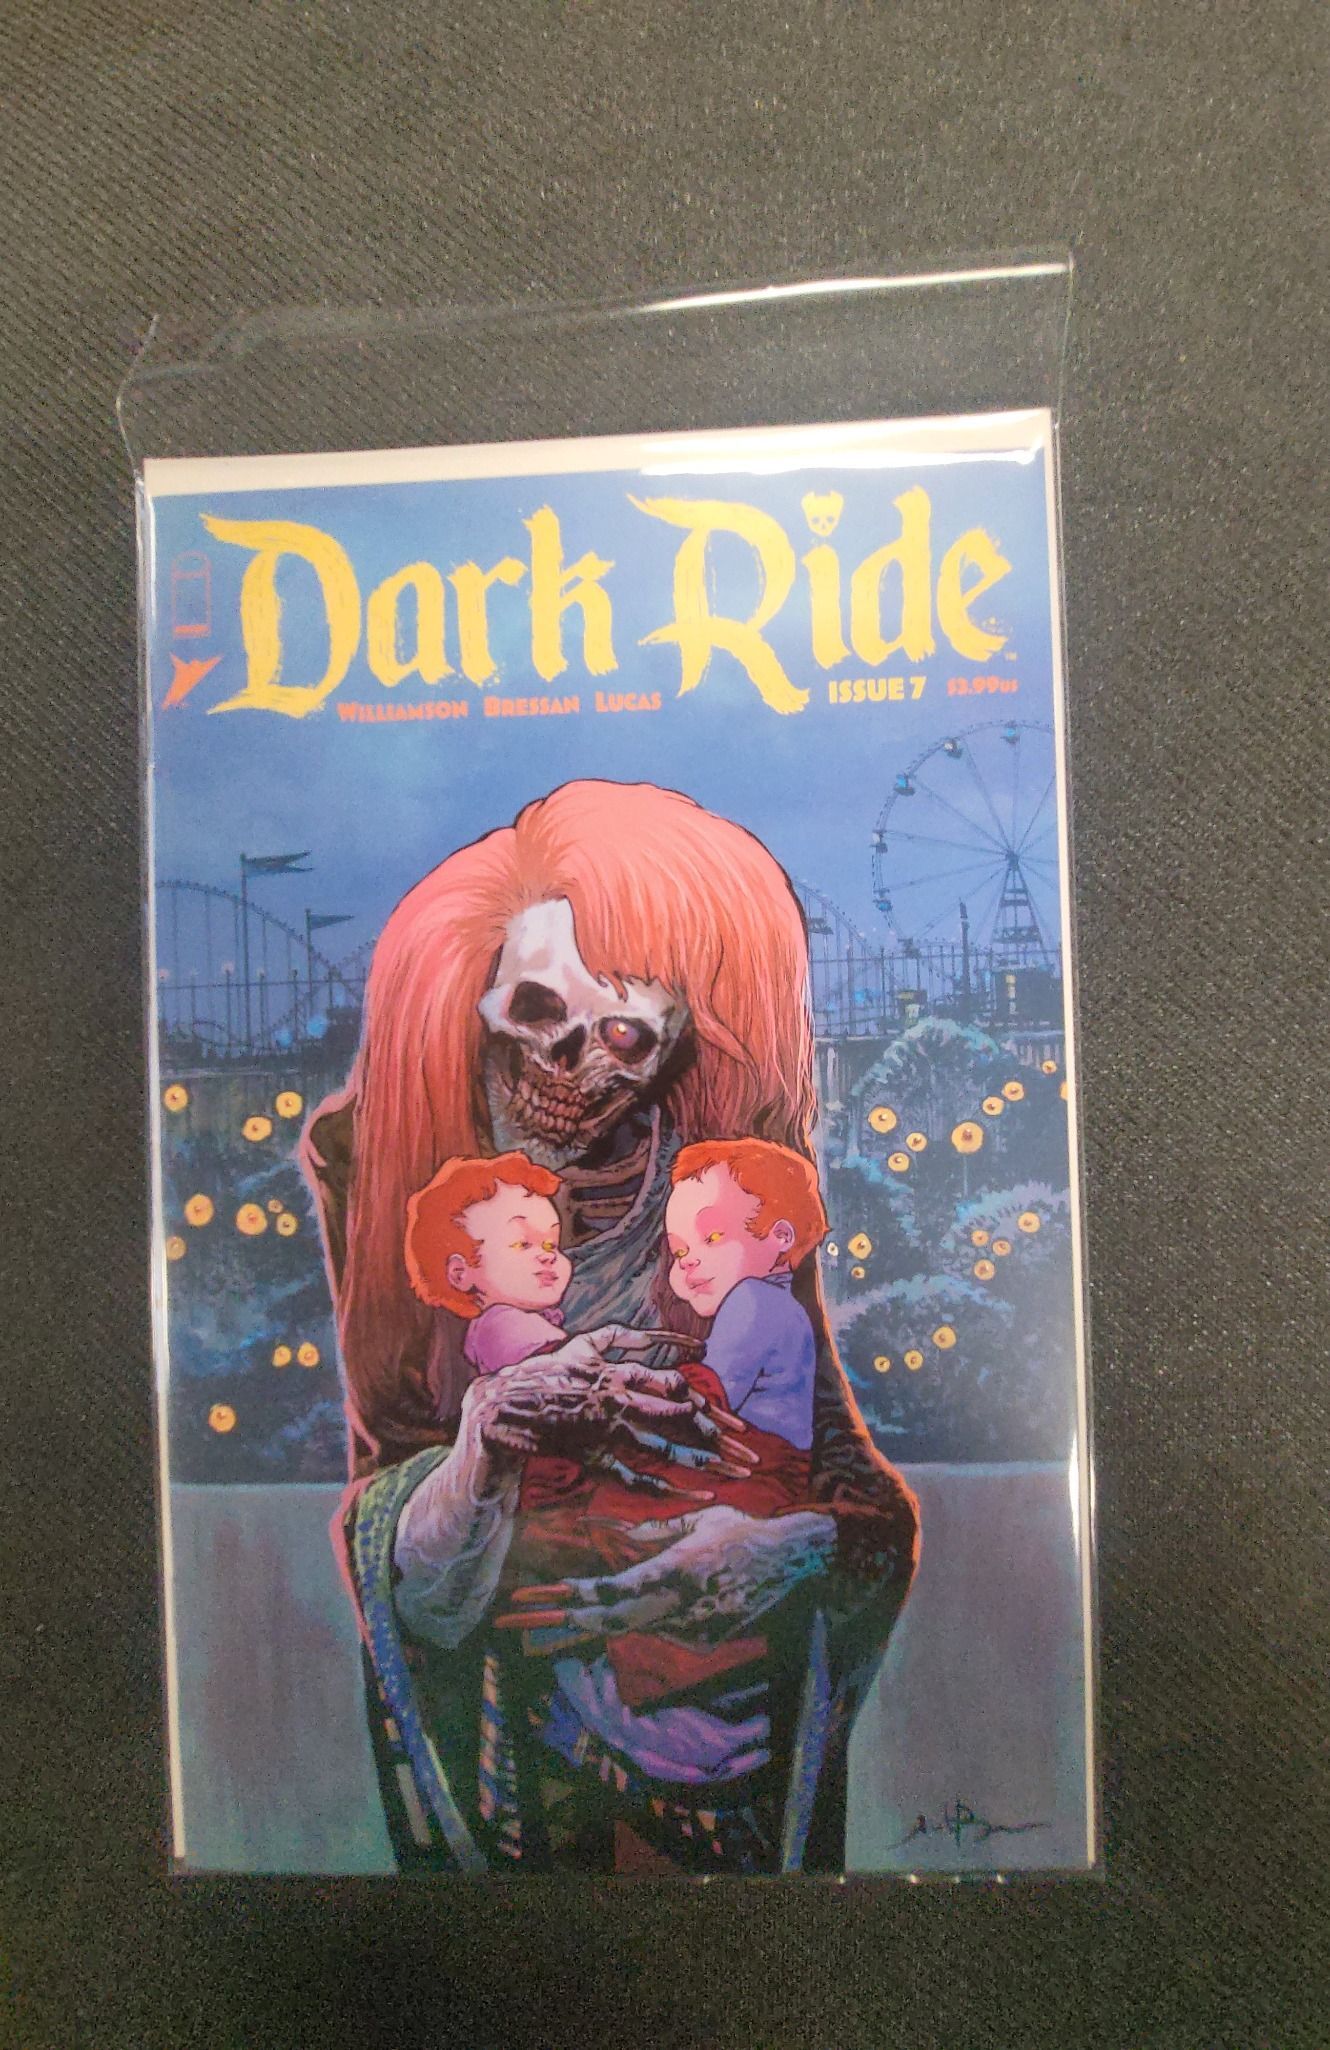 Dark Ride
WILLIAMSON BRESSAN LUCAS
ISSUE 7 $3.99US